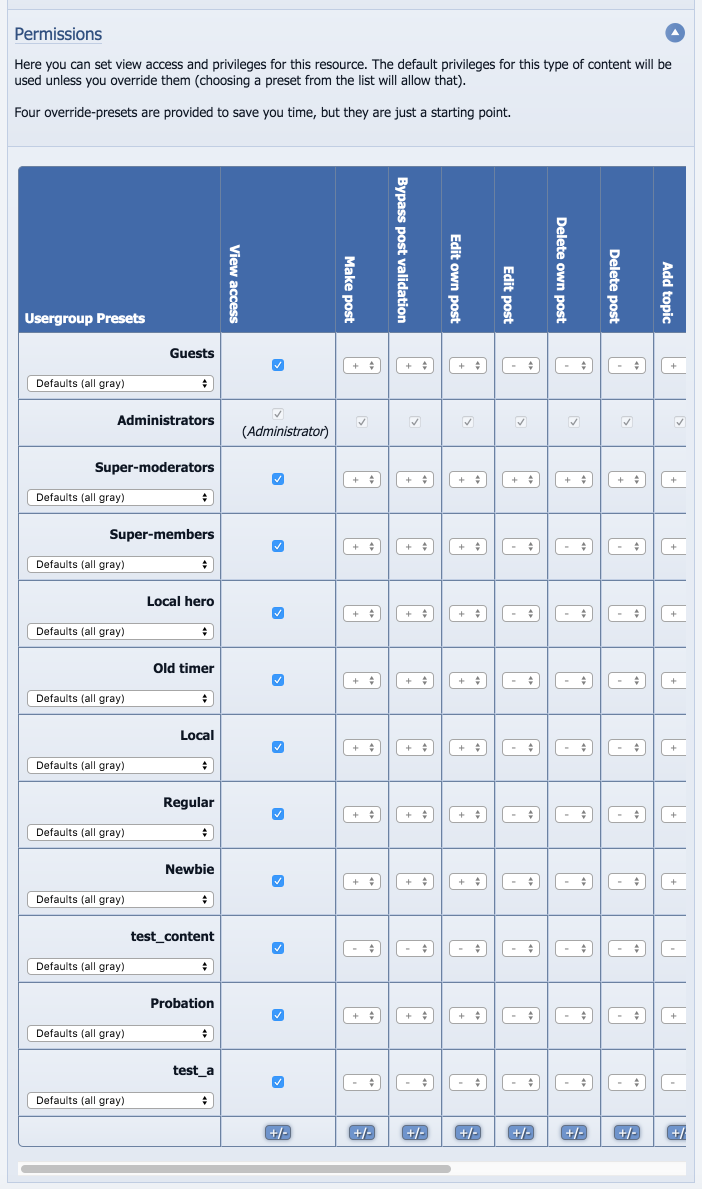 Permissions
Here you can set view access and privileges for this resource. The default privileges for this type of content will be
used unless you override them (choosing a preset from the list will allow that).
Four override-presets are provided to save you time, but they are just a starting point.
Usergroup Presets
View access
Make post
Bypass post validation
Edit own post
Edit post
Delete own post
Delete post
Add topic
Guests
Defaults (all gray)
+ + + - - - +
Administrators
(Administrator)
Super-moderators
Defaults (all gray)
+ + + + + + +
Super-members
Defaults (all gray)
+ + + - - - +
Local hero
Defaults (all gray)
+ + + - - - +
Old timer
Defaults (all gray)
+ + + - - - +
Local
Defaults (all gray)
+ + + - - - +
Regular
Defaults (all gray)
+ + + - - - +
Newbie
Defaults (all gray)
+ + + - - - +
test_content
Defaults (all gray)
- - - - - - -
Probation
Defaults (all gray)
+ + + - - - +
test_a
Defaults (all gray)
- - - - - - -
+/- +/- +/- +/- +/- +/- +/- +/